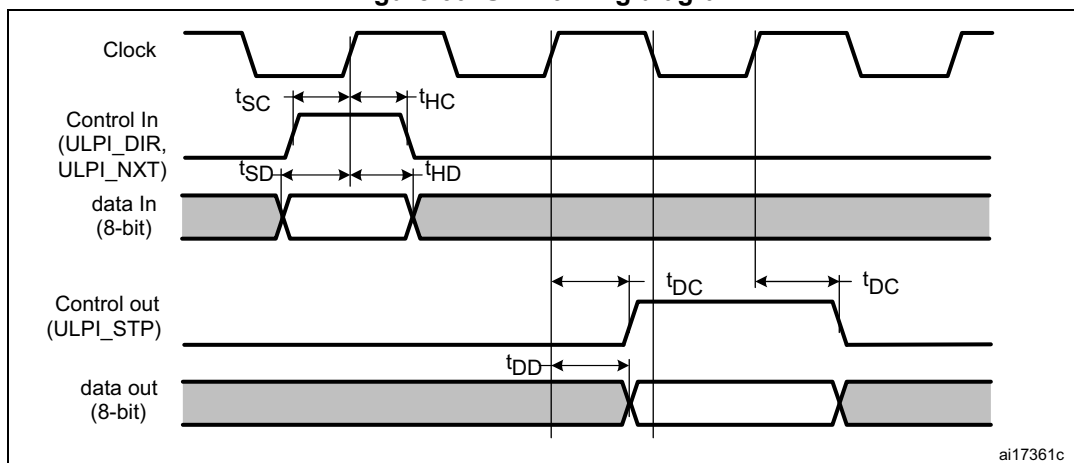 Clock
tSC
tHC
Control In
(ULPI_DIR,
ULPI_NXT)
tSD
tHD
data In
(8-bit)
tDC
tDC
Control out
(ULPI_STP)
tDD
data out
(8-bit)
ai17361c